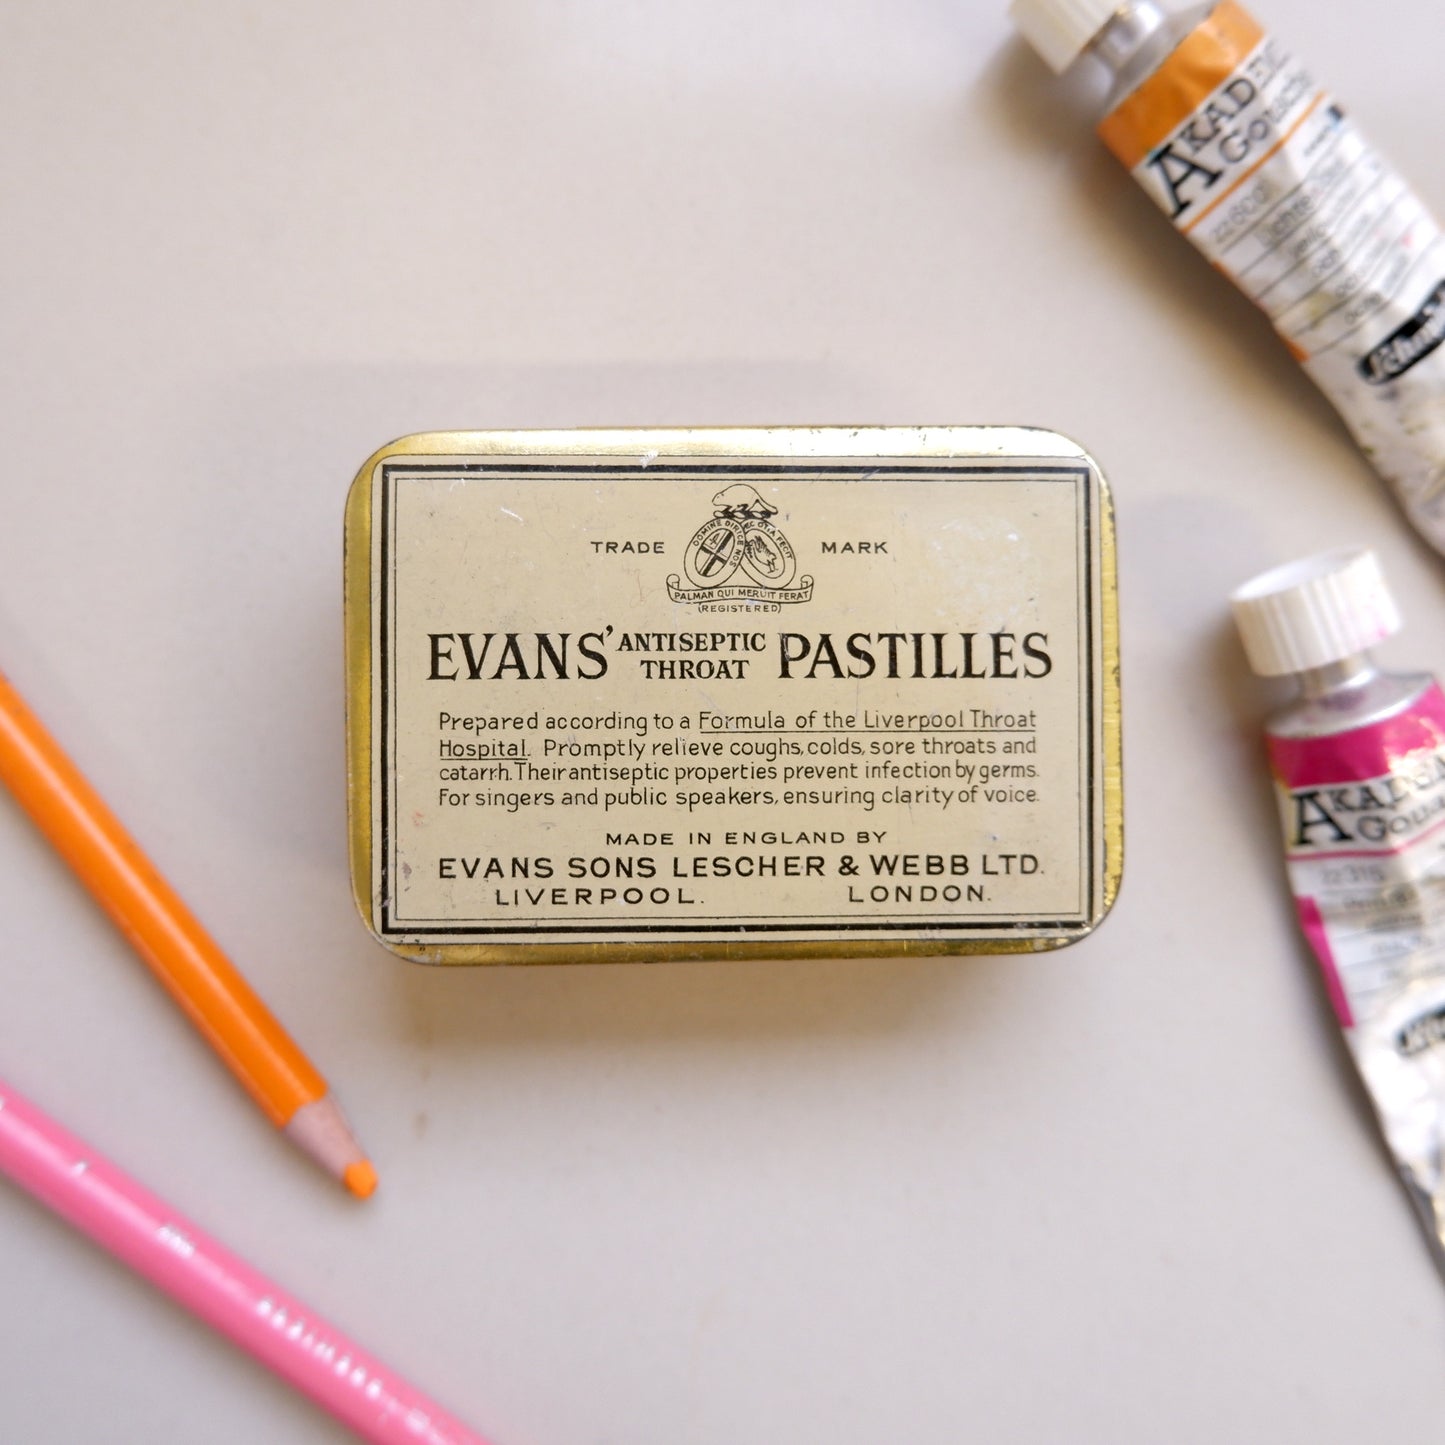 TRADE MARK
DOMINE DIRIGE NOS
PALMAN QUI MERUIT FERAT
(REGISTERED)
EVANS' ANTISEPTIC THROAT PASTILLES
Prepared according to a Formula of the Liverpool Throat
Hospital. Promptly relieve coughs, colds, sore throats and
catarrh. Their antiseptic properties prevent infection by germs.
For singers and public speakers, ensuring clarity of voice.
MADE IN ENGLAND BY
EVANS SONS LESCHER & WEBB LTD.
LIVERPOOL. LONDON.
AKADE
Gouache
AKADE